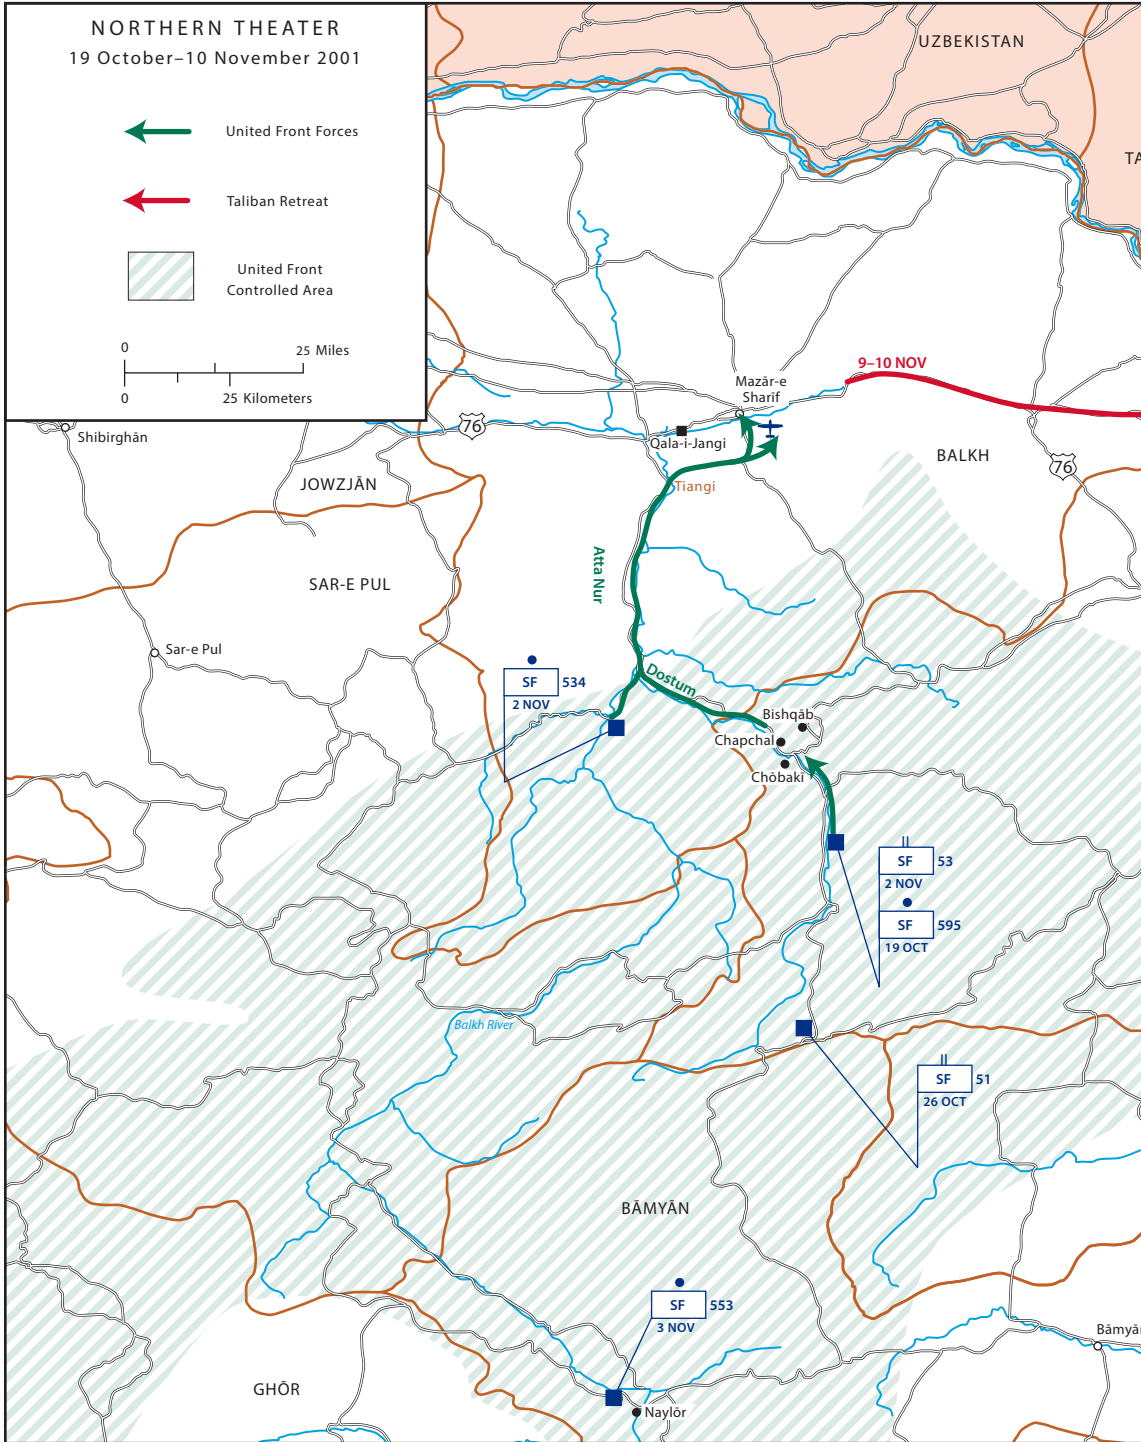 NORTHERN THEATER
19 October–10 November 2001
United Front Forces
Taliban Retreat
United Front
Controlled Area
0
25 Miles
0
25 Kilometers
UZBEKISTAN
TA
9–10 NOV
Mazār-e
Sharīf
76
Qala-i-Jangi
Shibirghān
BALKH
76
JOWZJĀN
Tiangi
Atta Nur
SAR-E PUL
Sar-e Pul
SF
534
2 NOV
Dostum
Bishqāb
Chapchal
Chōbaki
SF
53
2 NOV
SF
595
19 OCT
Balkh River
SF
51
26 OCT
BĀMYĀN
SF
553
3 NOV
Bāmyān
GHŌR
Naylōr